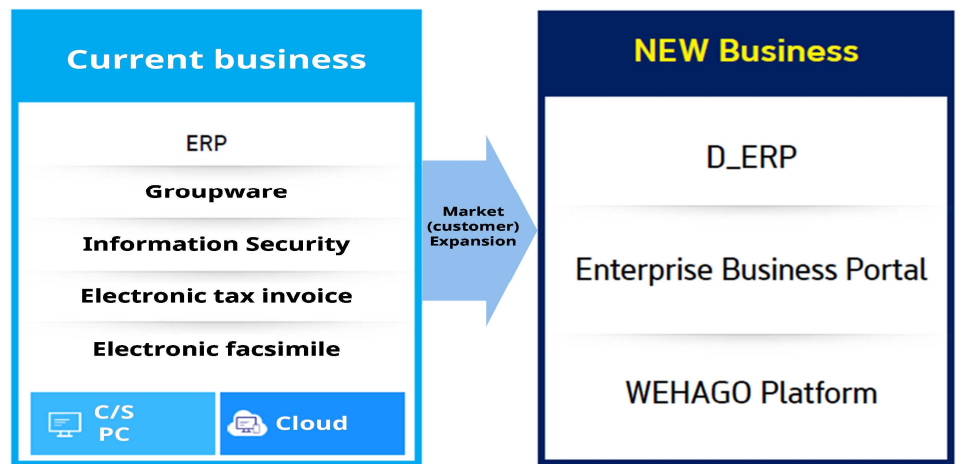 Current business
ERP
Groupware
Information Security
Electronic tax invoice
Electronic facsimile
C/S
PC
Cloud
Market
(customer)
Expansion
NEW Business
D_ERP
Enterprise Business Portal
WEHAGO Platform